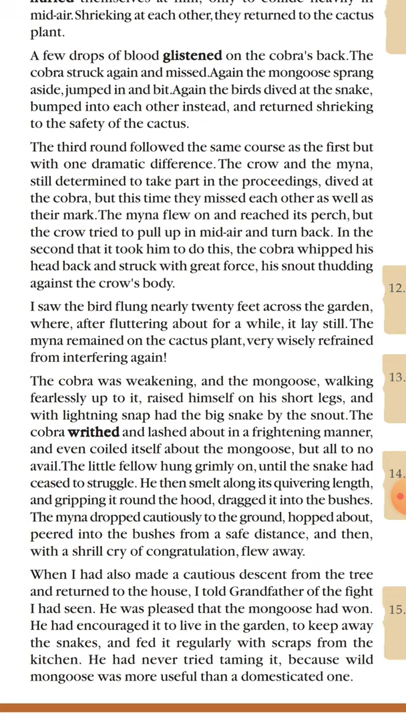 hurled themselves at him, only to collide heavily in
mid-air. Shrieking at each other, they returned to the cactus
plant.
A few drops of blood glistened on the cobra's back. The
cobra struck again and missed. Again the mongoose sprang
aside, jumped in and bit. Again the birds dived at the snake,
bumped into each other instead, and returned shrieking
to the safety of the cactus.
The third round followed the same course as the first but
with one dramatic difference. The crow and the myna,
still determined to take part in the proceedings, dived at
the cobra, but this time they missed each other as well as
their mark. The myna flew on and reached its perch, but
the crow tried to pull up in mid-air and turn back. In the
second that it took him to do this, the cobra whipped his
head back and struck with great force, his snout thudding
against the crow's body.
12.
I saw the bird flung nearly twenty feet across the garden,
where, after fluttering about for a while, it lay still. The
myna remained on the cactus plant, very wisely refrained
from interfering again!
13.
The cobra was weakening, and the mongoose, walking
fearlessly up to it, raised himself on his short legs, and
with lightning snap had the big snake by the snout. The
cobra writhed and lashed about in a frightening manner,
and even coiled itself about the mongoose, but all to no
avail. The little fellow hung grimly on, until the snake had
14.
ceased to struggle. He then smelt along its quivering length,
and gripping it round the hood, dragged it into the bushes.
The myna dropped cautiously to the ground, hopped about,
peered into the bushes from a safe distance, and then,
with a shrill cry of congratulation, flew away.
When I had also made a cautious descent from the tree
and returned to the house, I told Grandfather of the fight
I had seen. He was pleased that the mongoose had won.
15.
He had encouraged it to live in the garden, to keep away
the snakes, and fed it regularly with scraps from the
kitchen. He had never tried taming it, because wild
mongoose was more useful than a domesticated one.